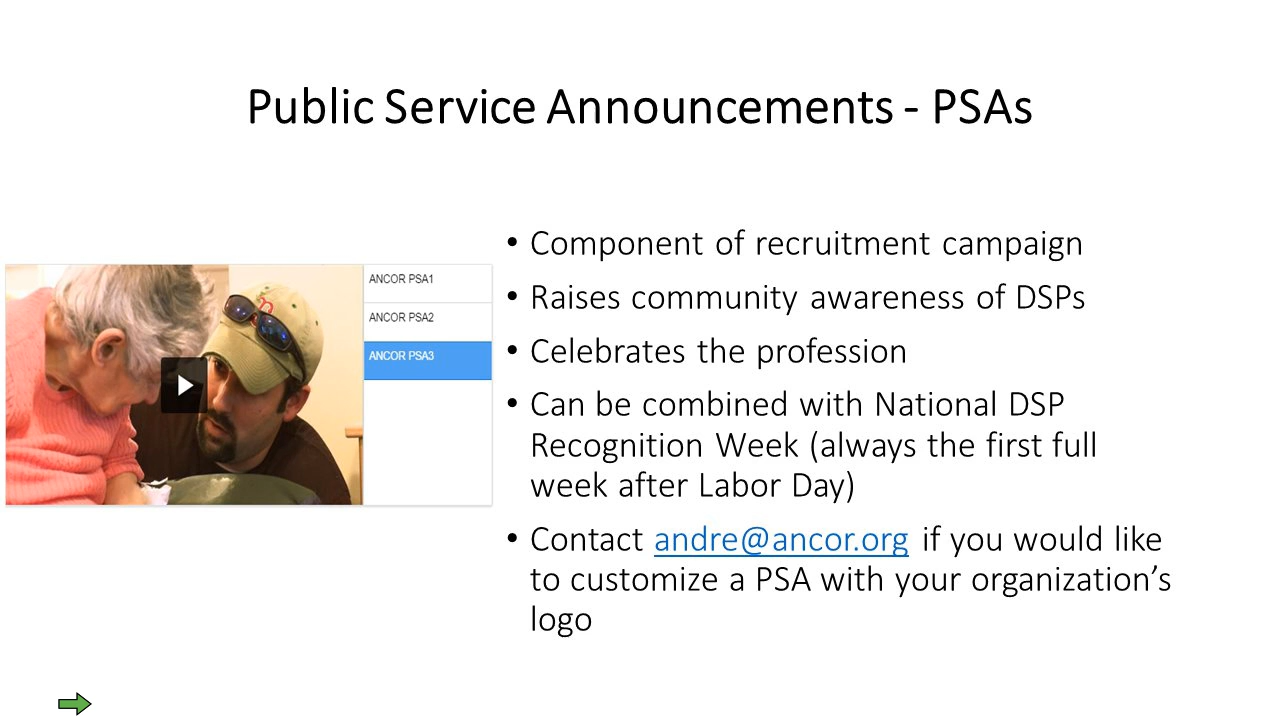 Public Service Announcements - PSAs
ANCOR PSA1
ANCOR PSA2
ANCOR PSA3
• Component of recruitment campaign
• Raises community awareness of DSPs
• Celebrates the profession
• Can be combined with National DSP
Recognition Week (always the first full
week after Labor Day)
• Contact andre@ancor.org if you would like
to customize a PSA with your organization’s
logo